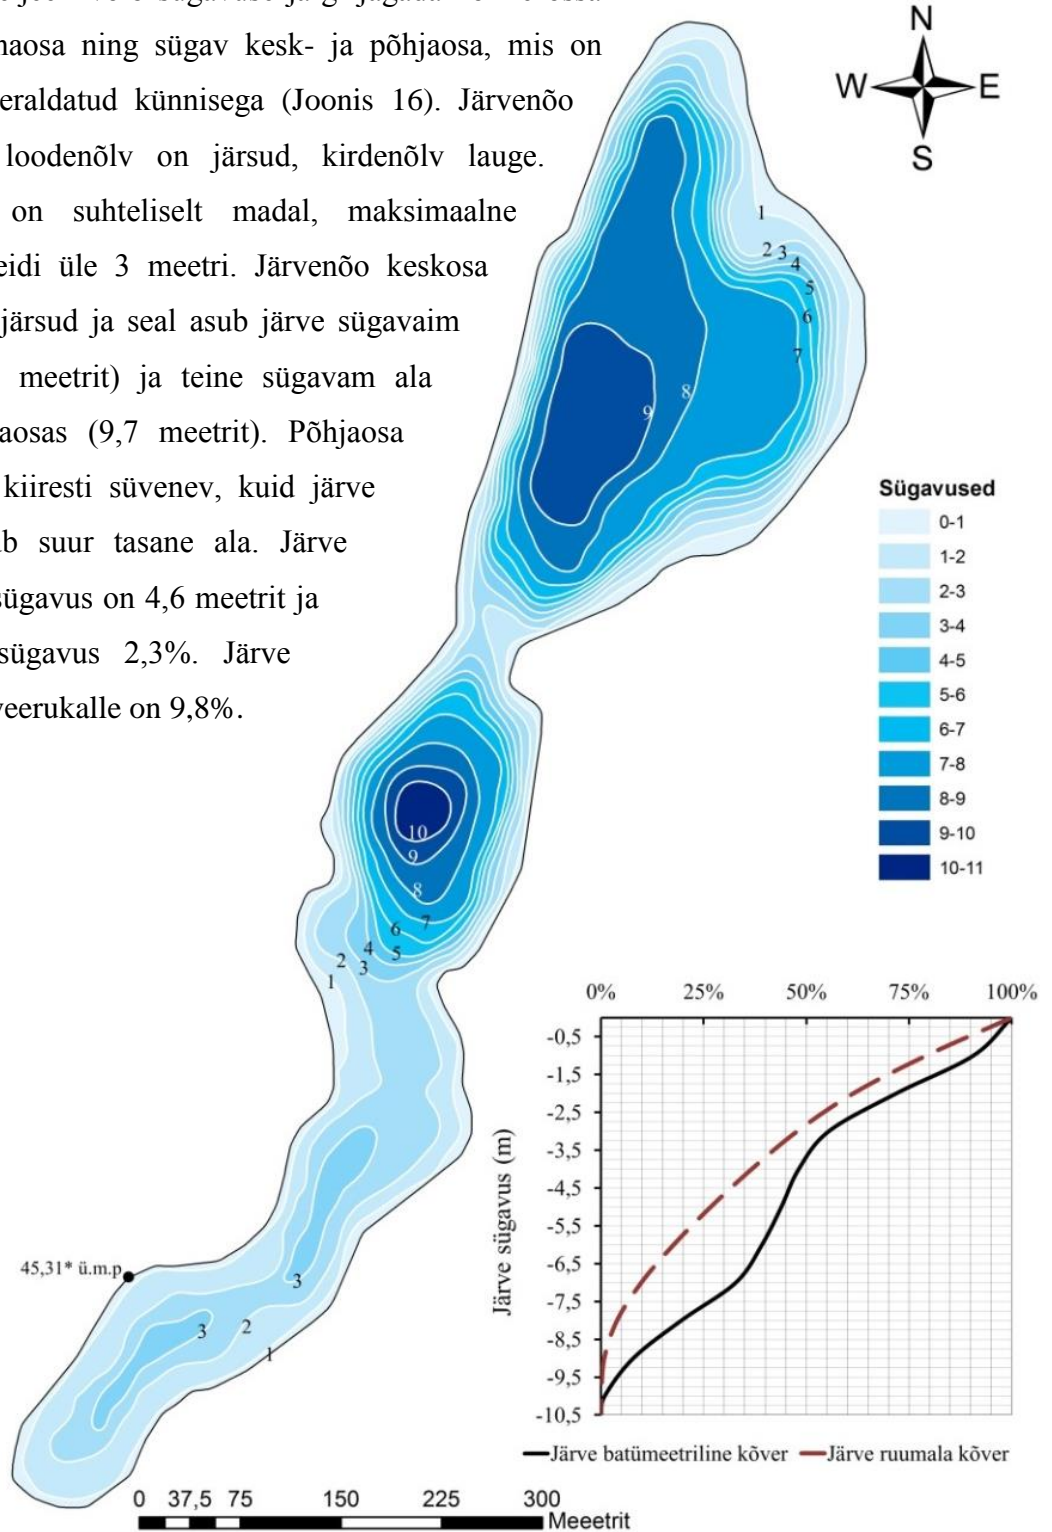 naosa ning sügav kesk- ja põhjaosa, mis on
eraldatud künnisega (Joonis 16). Järvenõo
loodenõlv on järsud, kirdenõlv lauge.
on suhteliselt madal, maksimaalne
eidi üle 3 meetri. Järvenõo keskosa
järsud ja seal asub järve sügavaim
meetrit) ja teine sügavam ala
aosas (9,7 meetrit). Põhjaosa
kiiresti süvenev, kuid järve
ab suur tasane ala. Järve
sügavus on 4,6 meetrit ja
sügavus 2,3%. Järve
veerukalle on 9,8%.
N
W E
S
1
2 3
4
5
6
7
8
9
Sügavused
0-1
1-2
2-3
3-4
4-5
5-6
6-7
7-8
8-9
9-10
10-11
10
9
8
7
6
5
4
3
2
1
0% 25% 50% 75% 100%
-0,5
-1,5
-2,5
-3,5
-4,5
-5,5
-6,5
-7,5
-8,5
-9,5
-10,5
Järve sügavus (m)
Järve batümeetriline kõver Järve ruumala kõver
45,31* ü.m.p
3
3 2
1
0 37,5 75 150 225 300
Meeetrit